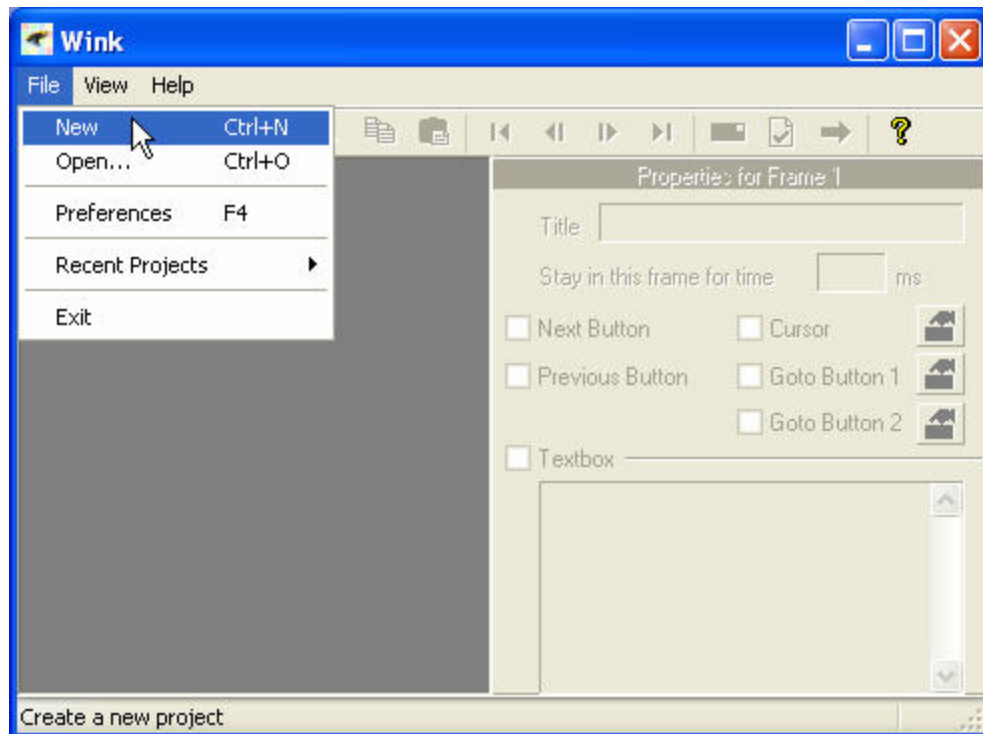 Wink
File View Help
New Ctrl+N
Open... Ctrl+O
Preferences F4
Recent Projects
Exit
Properties for Frame 1
Title
Stay in this frame for time ms
Next Button Cursor
Previous Button Goto Button 1
Goto Button 2
Textbox
Create a new project